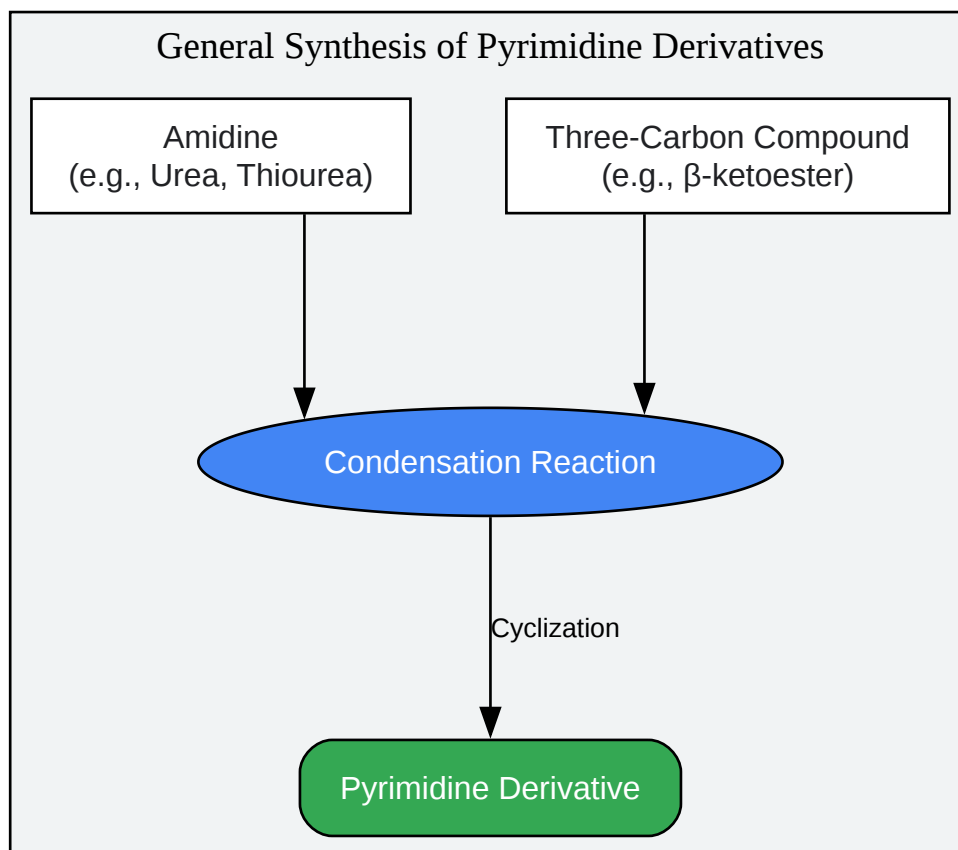 General Synthesis of Pyrimidine Derivatives
Amidine
(e.g., Urea, Thiourea)
Three-Carbon Compound
(e.g., β-ketoester)
Condensation Reaction
Cyclization
Pyrimidine Derivative